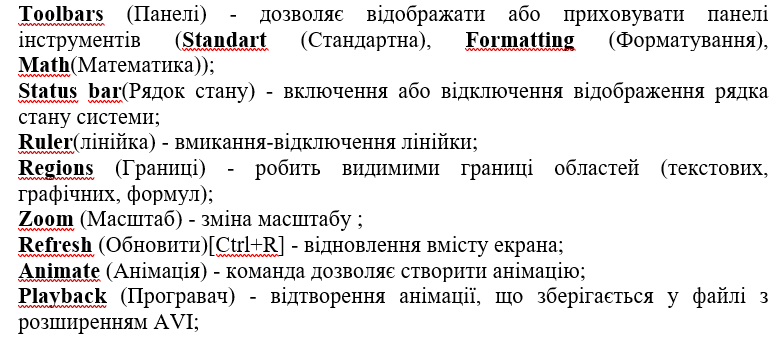 Toolbars (Панелі) - дозволяє відображати або приховувати панелі
інструментів (Standart (Стандартна), Formatting (Форматування),
Math(Математика));
Status bar(Рядок стану) - включення або відключення відображення рядка
стану системи;
Ruler(лінійка) - вмикання-відключення лінійки;
Regions (Границі) - робить видимими границі областей (текстових,
графічних, формул);
Zoom (Масштаб) - зміна масштабу ;
Refresh (Обновити)[Ctrl+R] - відновлення вмісту екрана;
Animate (Анімація) - команда дозволяє створити анімацію;
Playback (Програвач) - відтворення анімації, що зберігається у файлі з
розширенням AVI;